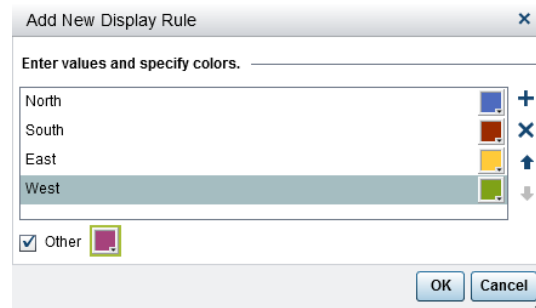 Add New Display Rule
Enter values and specify colors.
North
South
East
West
Other
OK Cancel